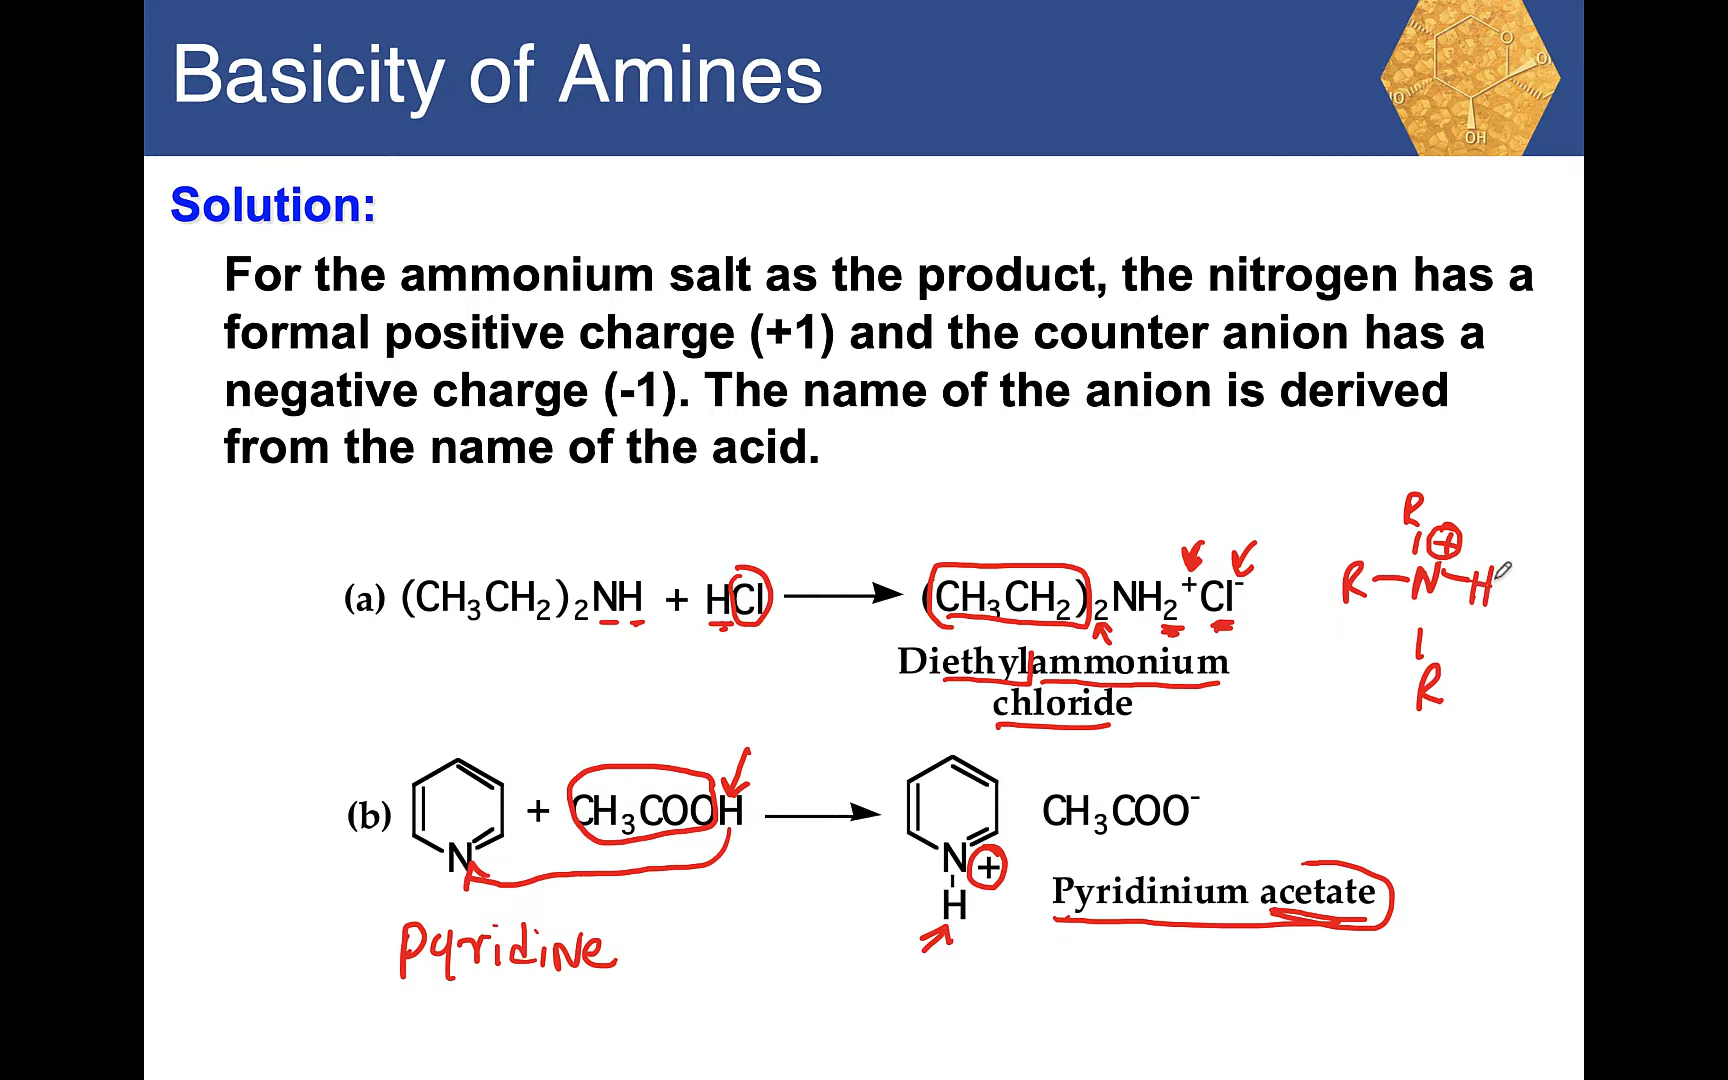 Basicity of Amines
O
O
O
OH
Solution:
For the ammonium salt as the product, the nitrogen has a
formal positive charge (+1) and the counter anion has a
negative charge (-1). The name of the anion is derived
from the name of the acid.
(a) (CH₃CH₂)₂NH + HCl (CH₃CH₂)₂NH₂⁺Cl⁻
Diethylammonium
chloride
R
+
R N H
R
(b) N + CH₃COOH N + H CH₃COO⁻
Pyridinium acetate
Pyridine